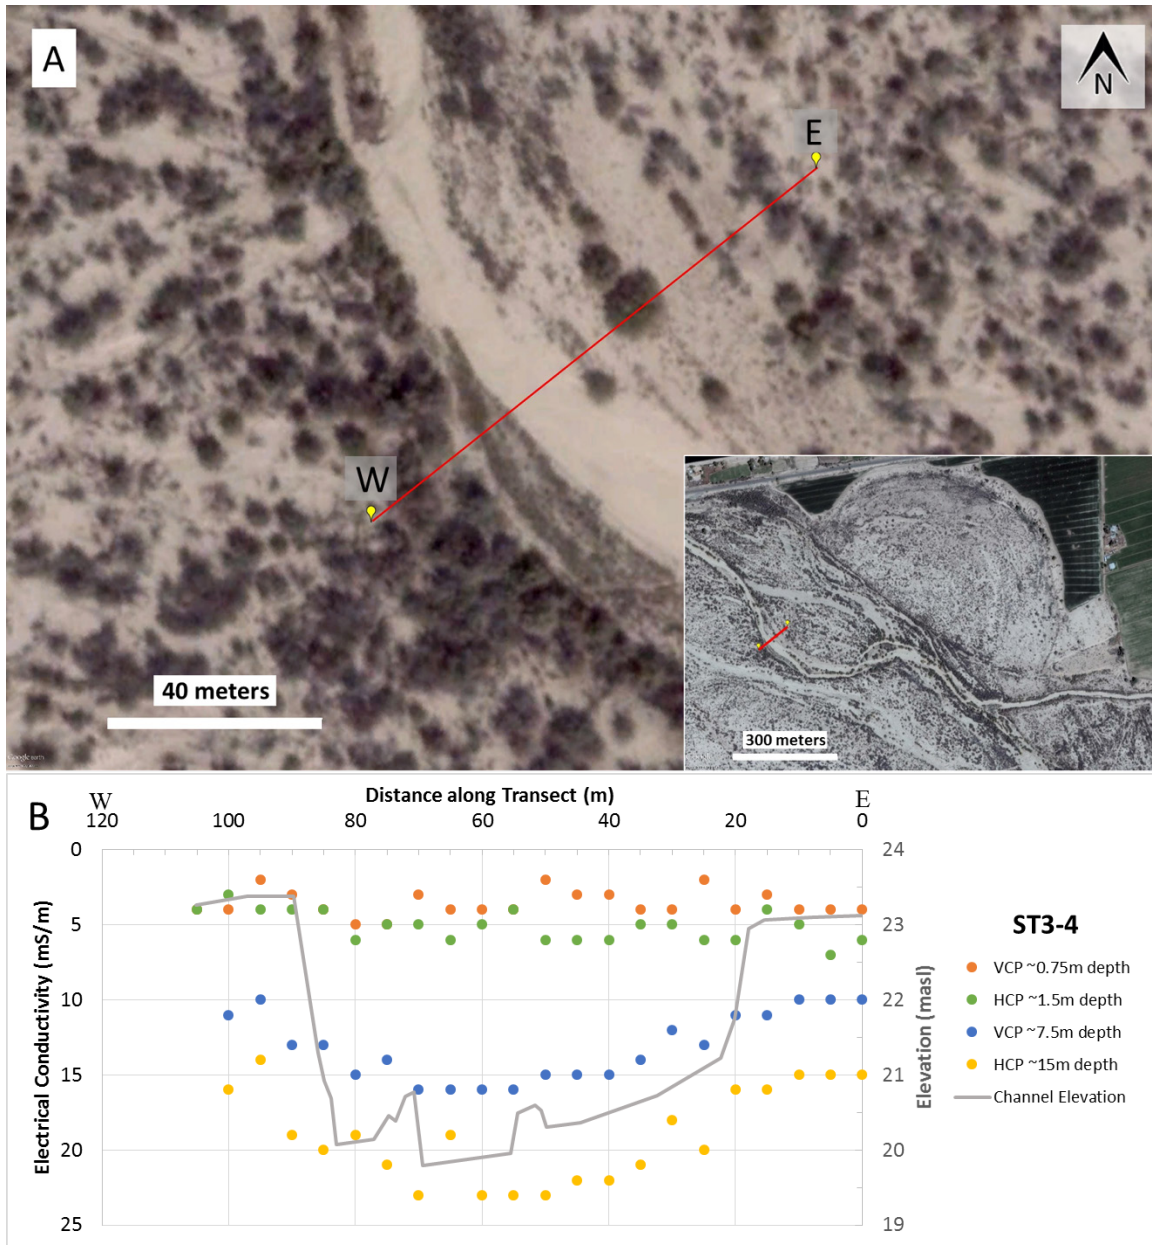 A
N
E
W
40 meters
300 meters
Google earth
B
W
Distance along Transect (m)
E
120 100 80 60 40 20 0
0
5
10
15
20
25
Electrical Conductivity (mS/m)
24
23
22
21
20
19
Elevation (masl)
ST3-4
VCP ~0.75m depth
HCP ~1.5m depth
VCP ~7.5m depth
HCP ~15m depth
Channel Elevation